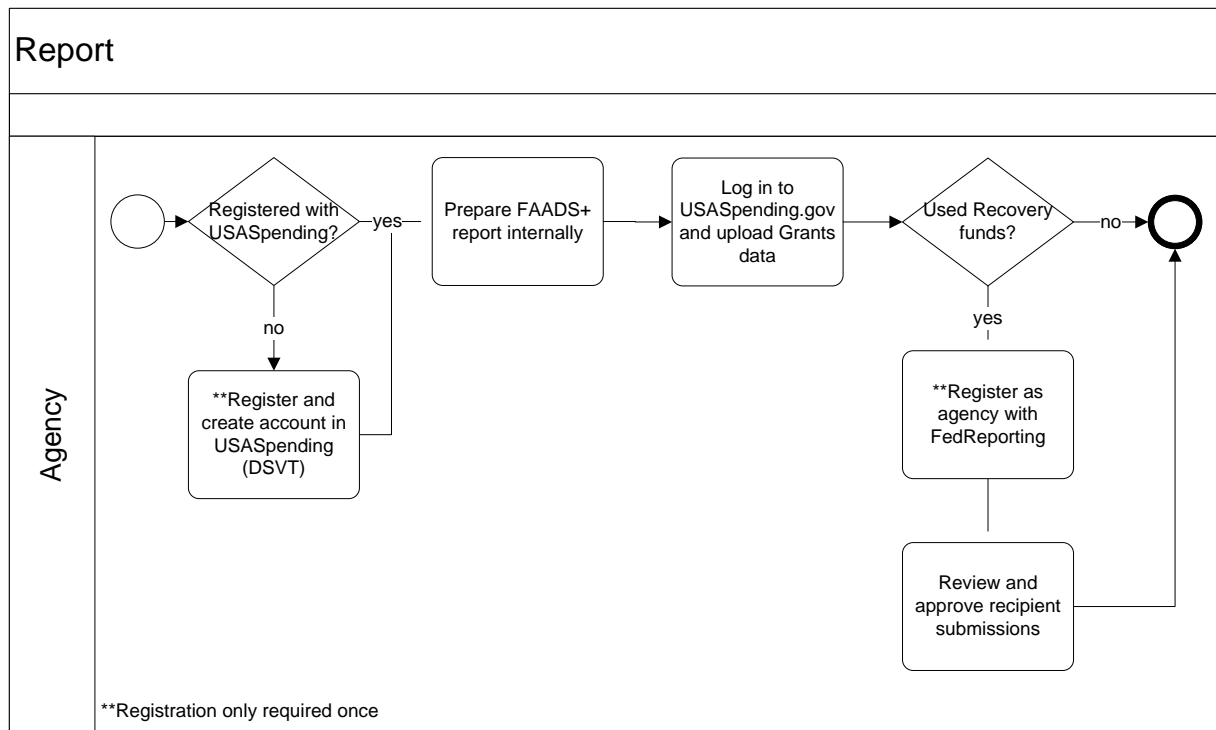 Report
Agency
Registered with
USASpending?
yes
no
**Register and
create account in
USASpending
(DSVT)
Prepare FAADS+
report internally
Log in to
USASpending.gov
and upload Grants
data
Used Recovery
funds?
no
yes
**Register as
agency with
FedReporting
Review and
approve recipient
submissions
**Registration only required once